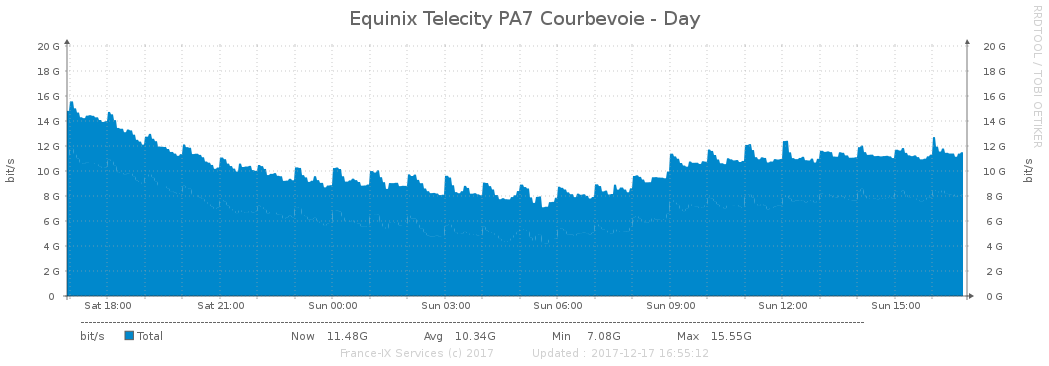 Equinix Telecity PA7 Courbevoie - Day
RRDTOOL / TOBI OETIKER
20 G 20 G
18 G 18 G
16 G 16 G
14 G 14 G
12 G 12 G
10 G 10 G
bit/s bit/s
8 G 8 G
6 G 6 G
4 G 4 G
2 G 2 G
0 0 G
Sat 18:00 Sat 21:00 Sun 00:00 Sun 03:00 Sun 06:00 Sun 09:00 Sun 12:00 Sun 15:00
bit/s Total Now 11.48G Avg 10.34G Min 7.08G Max 15.55G
France-IX Services (c) 2017 Updated : 2017-12-17 16:55:12